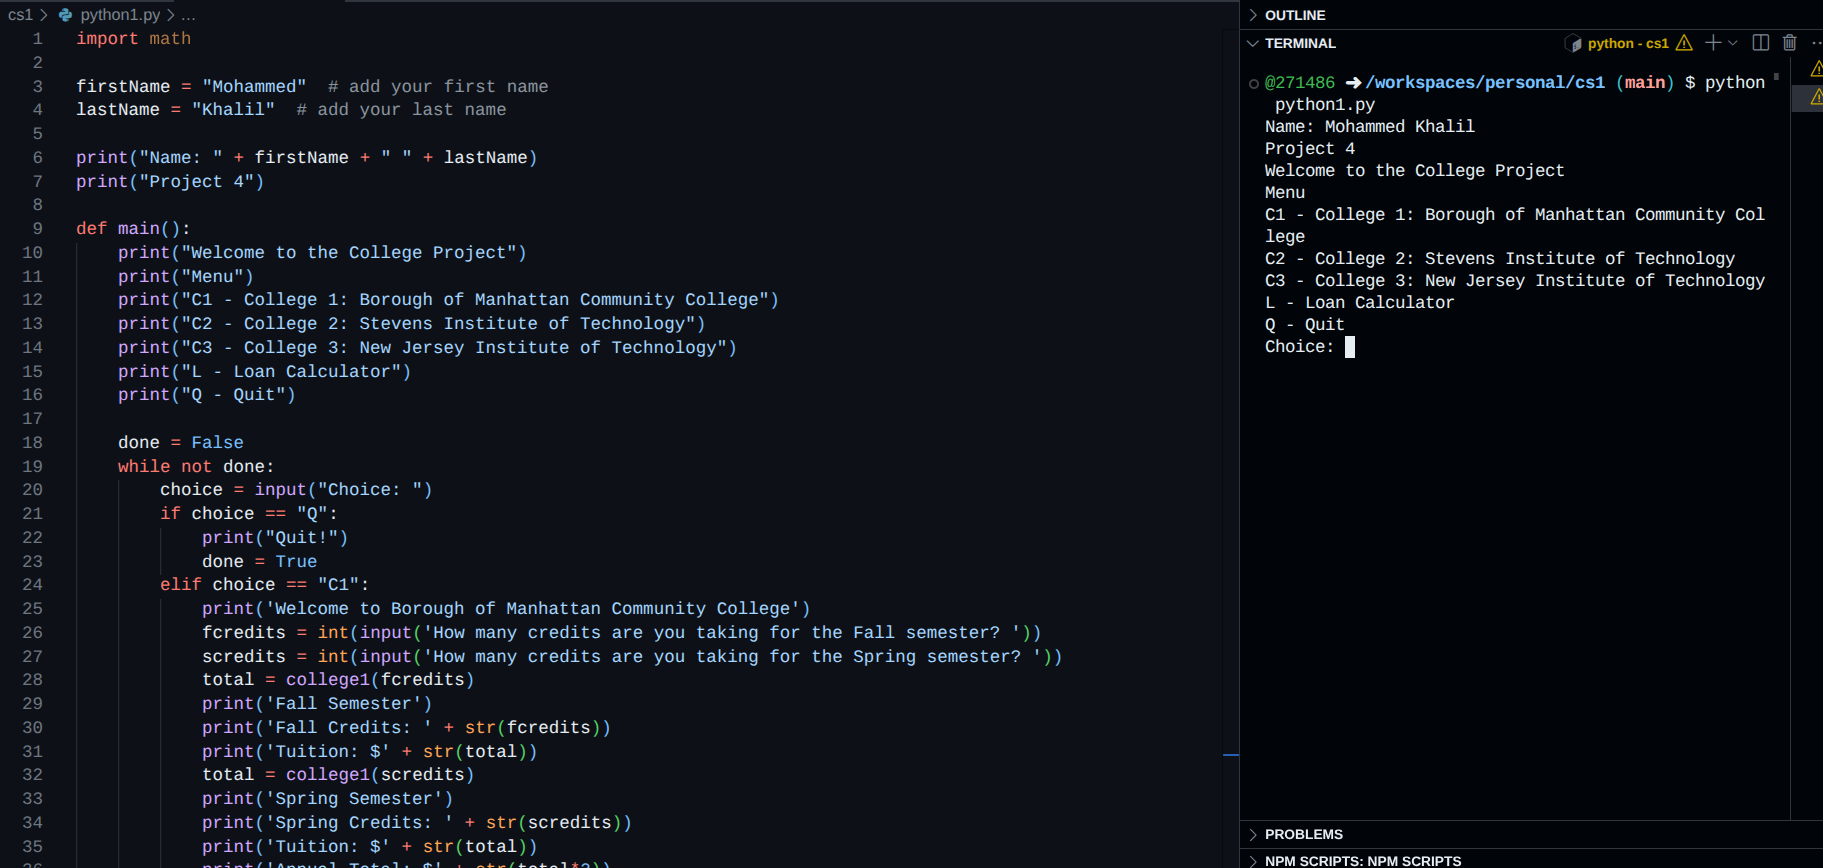 cs1 > python1.py > ...
1 import math
2
3 firstName = "Mohammed"  # add your first name
4 lastName = "Khalil"  # add your last name
5
6 print("Name: " + firstName + " " + lastName)
7 print("Project 4")
8
9 def main():
10     print("Welcome to the College Project")
11     print("Menu")
12     print("C1 - College 1: Borough of Manhattan Community College")
13     print("C2 - College 2: Stevens Institute of Technology")
14     print("C3 - College 3: New Jersey Institute of Technology")
15     print("L - Loan Calculator")
16     print("Q - Quit")
17
18     done = False
19     while not done:
20         choice = input("Choice: ")
21         if choice == "Q":
22             print("Quit!")
23             done = True
24         elif choice == "C1":
25             print('Welcome to Borough of Manhattan Community College')
26             fcredits = int(input('How many credits are you taking for the Fall semester? '))
27             scredits = int(input('How many credits are you taking for the Spring semester? '))
28             total = college1(fcredits)
29             print('Fall Semester')
30             print('Fall Credits: ' + str(fcredits))
31             print('Tuition: $' + str(total))
32             total = college1(scredits)
33             print('Spring Semester')
34             print('Spring Credits: ' + str(scredits))
35             print('Tuition: $' + str(total))
OUTLINE
TERMINAL
python - cs1
@271486 ➜ /workspaces/personal/cs1 (main) $ python
python1.py
Name: Mohammed Khalil
Project 4
Welcome to the College Project
Menu
C1 - College 1: Borough of Manhattan Community Col
lege
C2 - College 2: Stevens Institute of Technology
C3 - College 3: New Jersey Institute of Technology
L - Loan Calculator
Q - Quit
Choice:
PROBLEMS
NPM SCRIPTS: NPM SCRIPTS